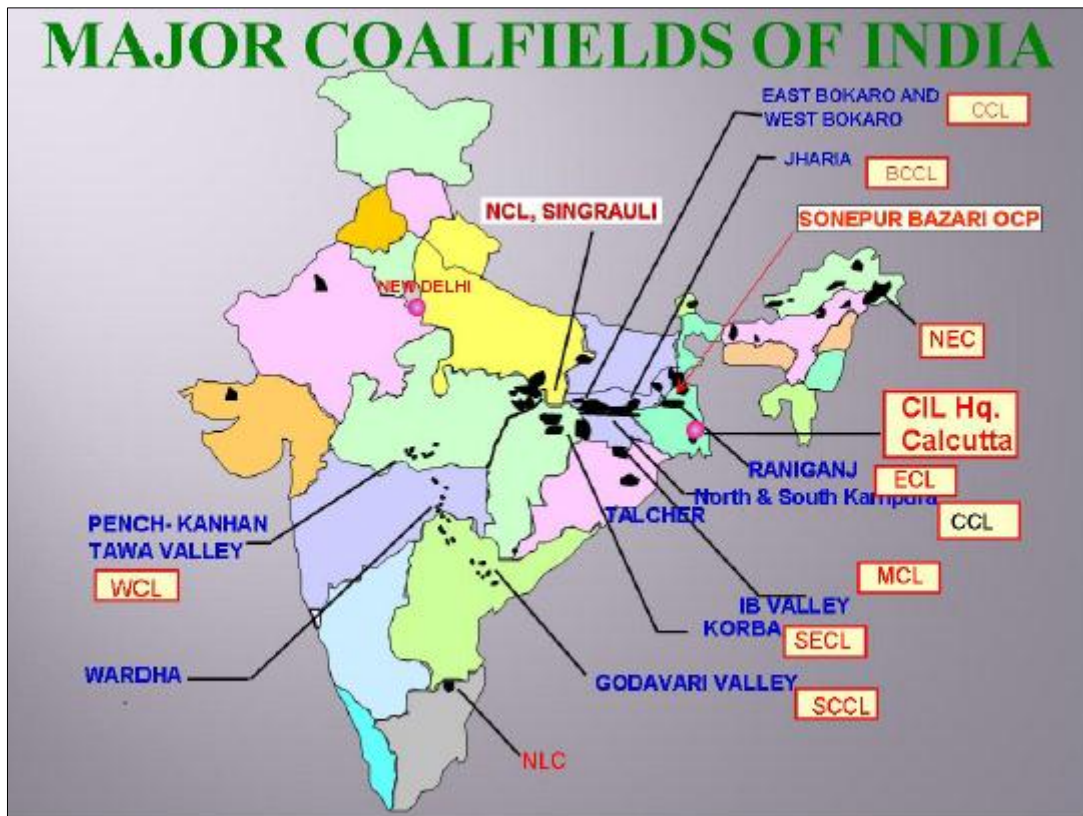 MAJOR COALFIELDS OF INDIA
EAST BOKARO AND
WEST BOKARO
CCL
JHARIA
BCCL
NCL, SINGRAULI
SONEPUR BAZARI OCP
NEW DELHI
NEC
CIL Hq.
Calcutta
RANIGANJ
ECL
North & South Karnpura
TALCHER
CCL
PENCH- KANHAN
TAWA VALLEY
WCL
MCL
IB VALLEY
KORBA
SECL
WARDHA
GODAVARI VALLEY
SCCL
NLC